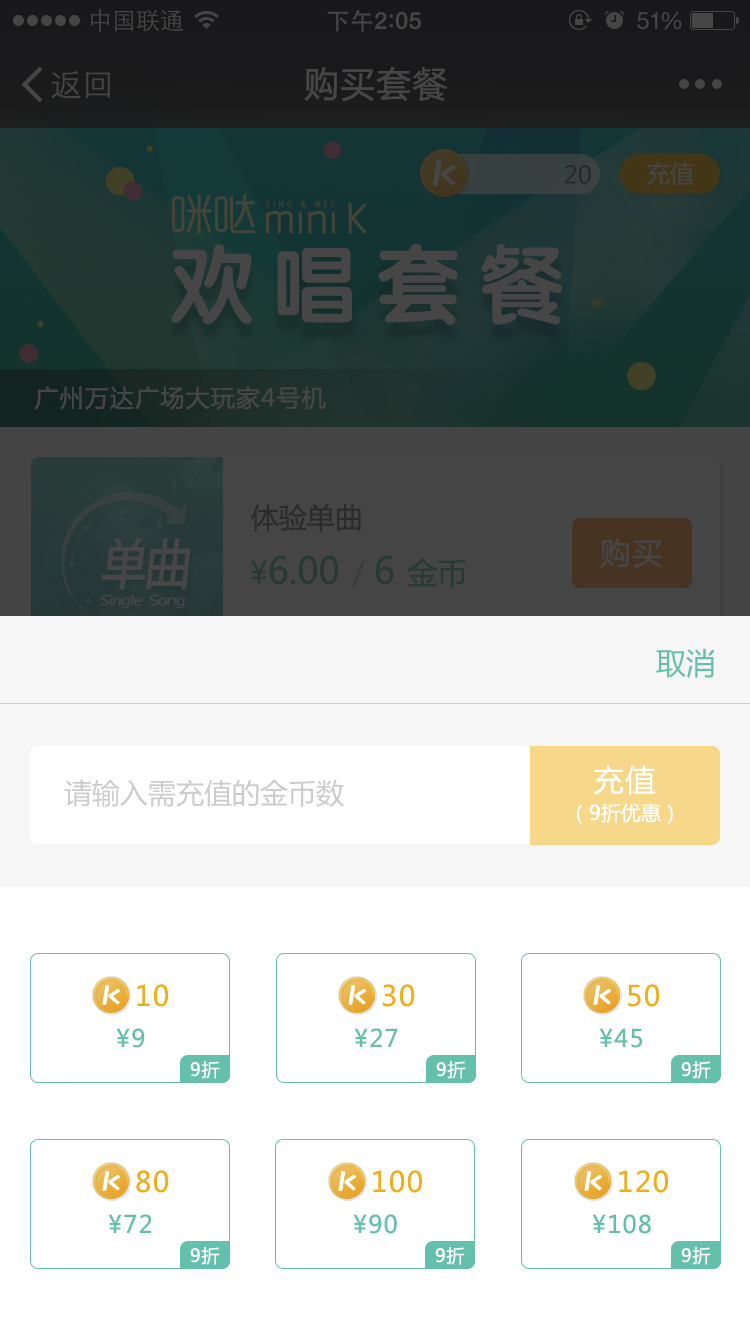 中国联通 下午2:05 51%
返回 购买套餐
20 充值
咪哒 SING & REC mini K
欢唱套餐
广州万达广场大玩家4号机
体验单曲
单曲
Single Song
¥6.00 / 6 金币
购买
取消
请输入需充值的金币数
充值
( 9折优惠 )
K 10
¥9
9折
K 30
¥27
9折
K 50
¥45
9折
K 80
¥72
9折
K 100
¥90
9折
K 120
¥108
9折